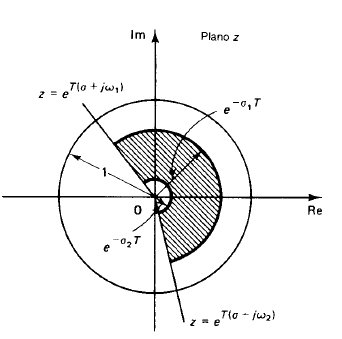 Im
Plano z
z = e^T(σ + jω₁)
e^−σ₁T
1
0
Re
e^−σ₂T
z = e^T(σ − jω₂)